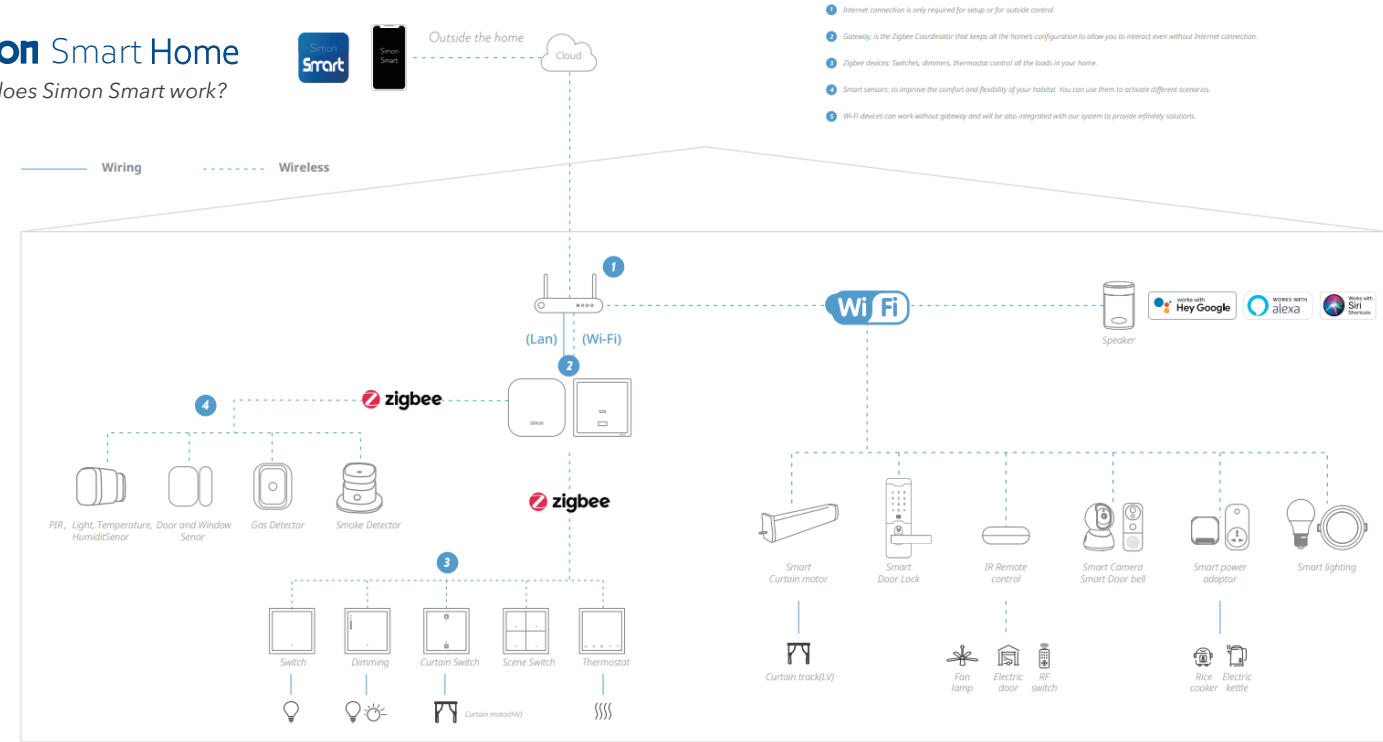 on Smart Home
does Simon Smart work?
Simon
Smart
Simon
Smart
Outside the home
Cloud
1 Internet connection is only required for setup or for outside control.
2 Gateway, is the Zigbee Coordinator that keeps all the home's configuration to allow you to interact even without Internet connection.
3 Zigbee devices: Switches, dimmers, thermostat control all the loads in your home.
4 Smart sensors: to improve the comfort and flexibility of your habitat. You can use them to activate different scenarios.
5 Wi-Fi devices can work without gateway and will be also integrated with our system to provide infinitely solutions.
Wiring
Wireless
1
(Lan)
(Wi-Fi)
2
simon
Wi Fi
Speaker
works with
Hey Google
WORKS WITH
alexa
Works with
Siri
Shortcuts
4
zigbee
PIR, Light, Temperature,
HumiditSenor
Door and Window
Senor
Gas Detector
Smoke Detector
zigbee
3
Switch
Dimming
Curtain Switch
Scene Switch
Thermostat
Curtain motor(HV)
Smart
Curtain motor
Smart
Door Lock
IR Remote
control
Smart Camera
Smart Door bell
Smart power
adaptor
Smart lighting
Curtain track(LV)
Fan
lamp
Electric
door
RF
switch
Rice
cooker
Electric
kettle